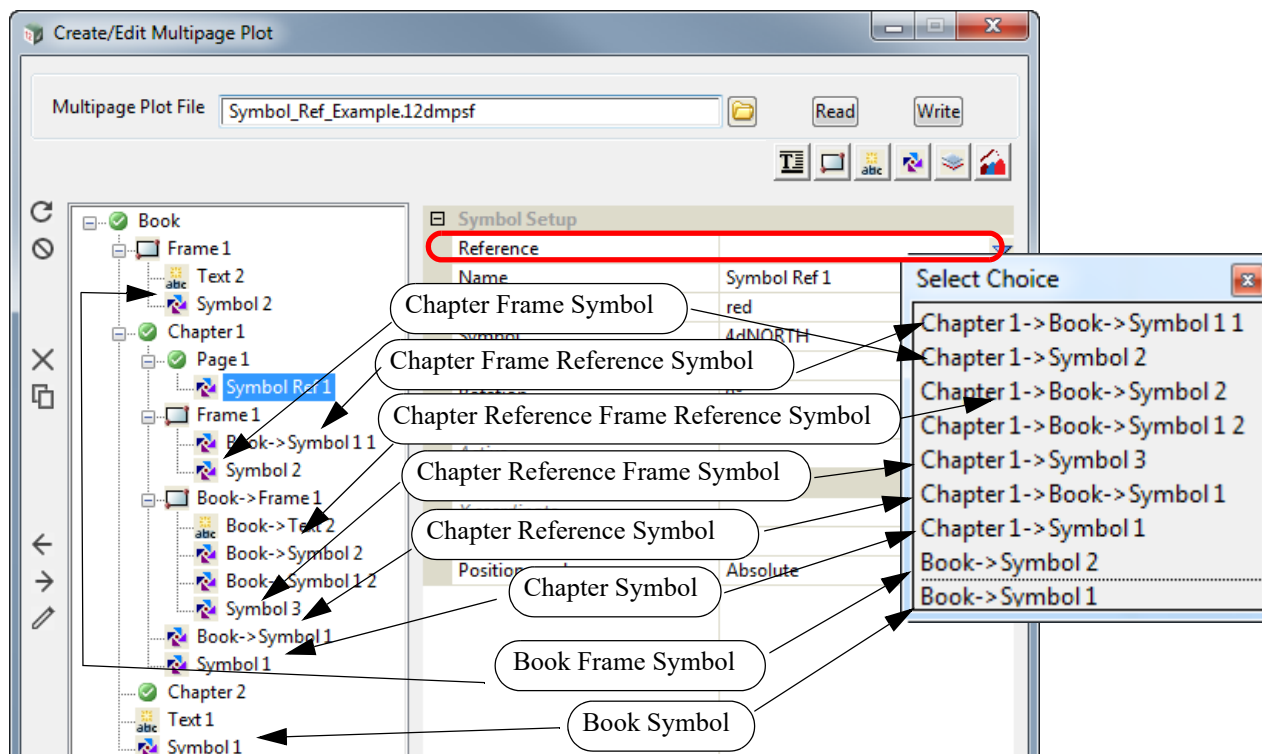 Create/Edit Multipage Plot
Multipage Plot File
Symbol_Ref_Example.12dmpsf
Read
Write
T
abc
Book
Frame 1
Text 2
abc
Symbol 2
Chapter 1
Page 1
Symbol Ref 1
Frame 1
Book->Symbol 1 1
Symbol 2
Book->Frame 1
Book->Text 2
abc
Book->Symbol 2
Book->Symbol 1 2
Symbol 3
Book->Symbol 1
Symbol 1
Chapter 2
Text 1
abc
Symbol 1
Symbol Setup
Reference
Name
Symbol Ref 1
red
Symbol
4dNORTH
Rotation
Position
Absolute
Chapter Frame Symbol
Chapter Frame Reference Symbol
Chapter Reference Frame Reference Symbol
Chapter Reference Frame Symbol
Chapter Reference Symbol
Chapter Symbol
Book Frame Symbol
Book Symbol
Select Choice
Chapter 1->Book->Symbol 1 1
Chapter 1->Symbol 2
Chapter 1->Book->Symbol 2
Chapter 1->Book->Symbol 1 2
Chapter 1->Symbol 3
Chapter 1->Book->Symbol 1
Chapter 1->Symbol 1
Book->Symbol 2
Book->Symbol 1